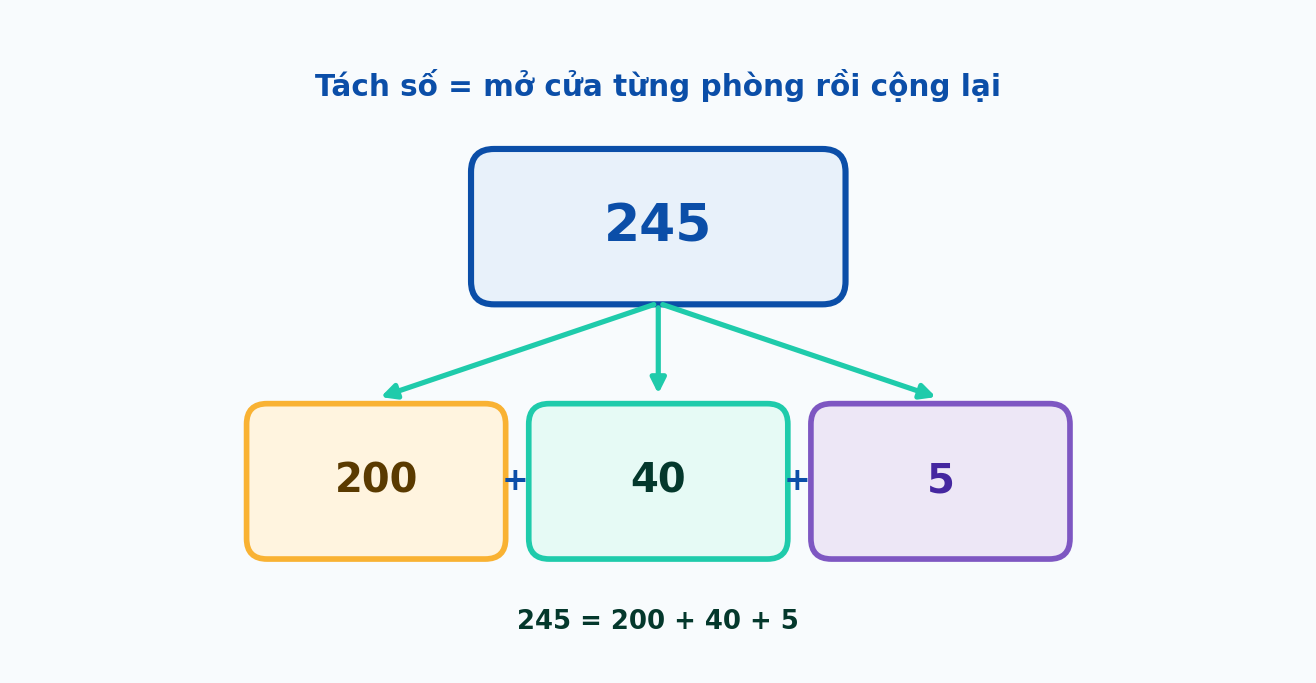 Tách số = mở cửa từng phòng rồi cộng lại
245
200 + 40 + 5
245 = 200 + 40 + 5